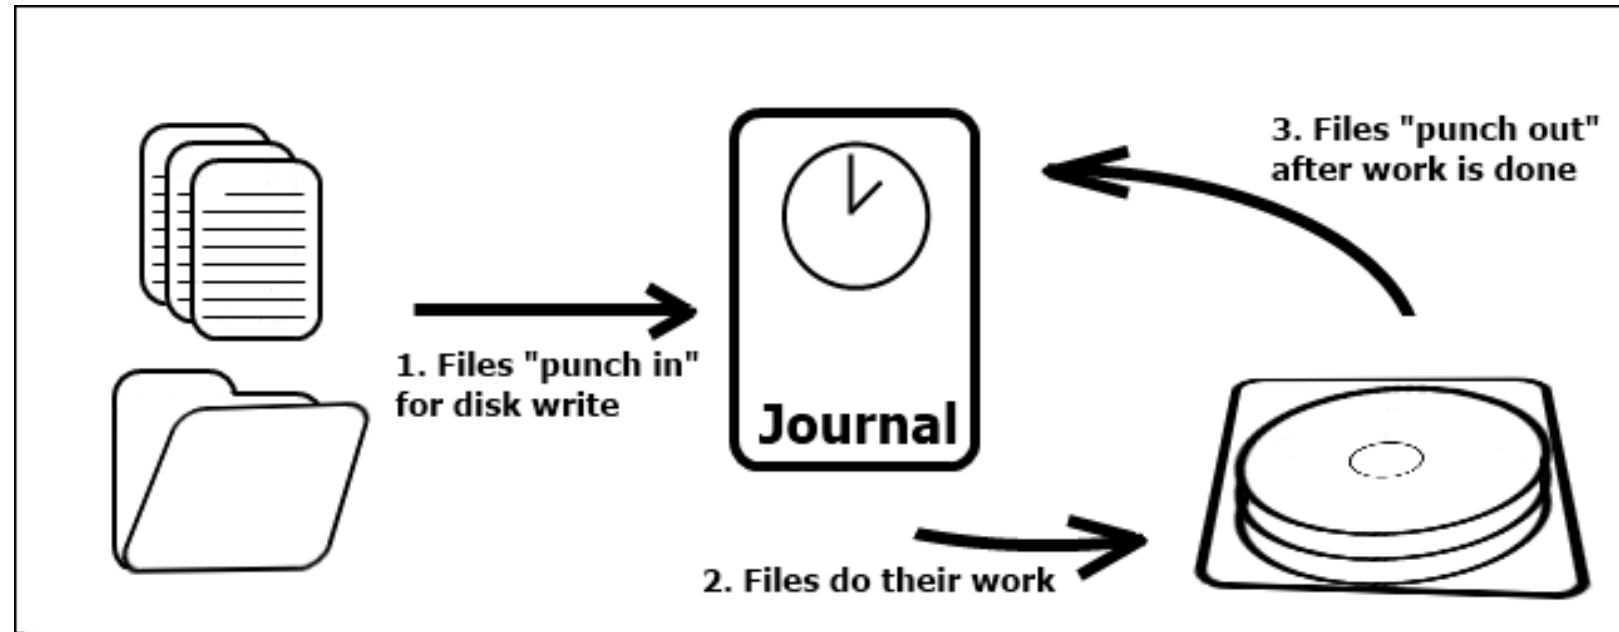 1. Files "punch in"
for disk write
Journal
2. Files do their work
3. Files "punch out"
after work is done